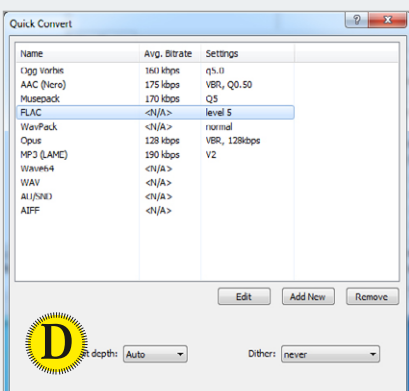 Quick Convert
Name Avg. Bitrate Settings
Ogg Vorbis 160 kbps q5.0
AAC (Nero) 175 kbps VBR, Q0.50
Musepack 170 kbps Q5
FLAC <N/A> level 5
WavPack <N/A> normal
Opus 128 kbps VBR, 128kbps
MP3 (LAME) 190 kbps V2
Wave64 <N/A>
WAV <N/A>
AU/SND <N/A>
AIFF <N/A>
Edit Add New Remove
D t depth: Auto Dither: never